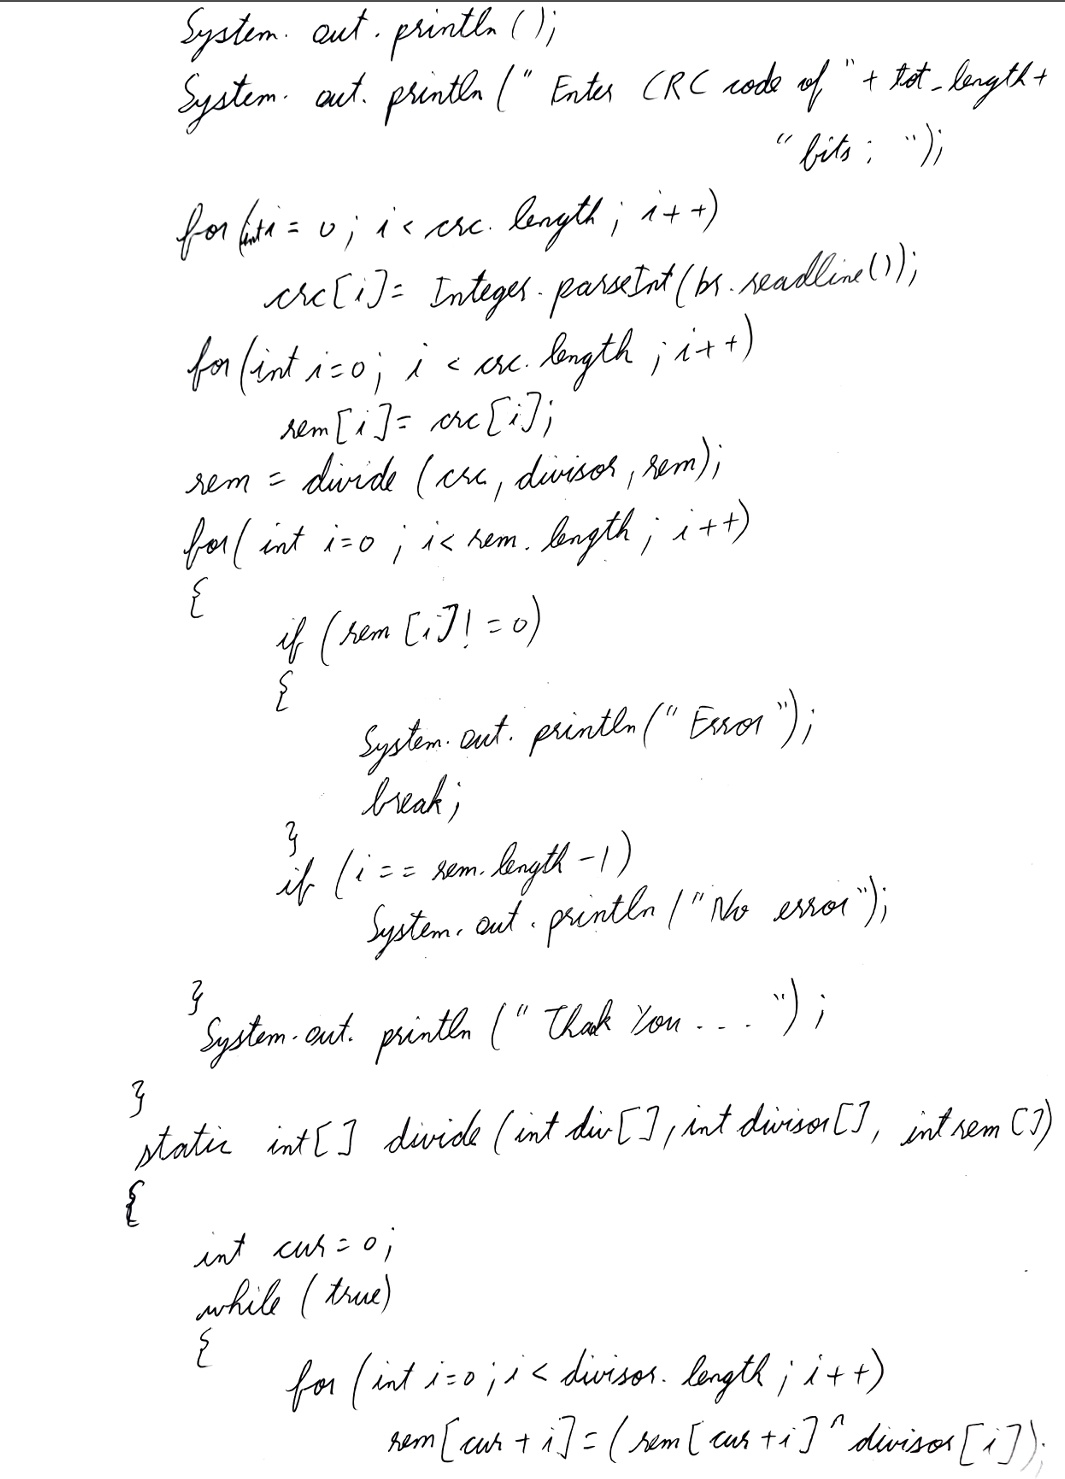 System. out. println ();
System. out. println (" Enter CRC code of " + tot_length +
"bits : ");
for (int i = 0; i < crc. length ; i++)
crc[i]= Integer. parseInt (br. readline());
for (int i=0; i < crc. length ; i++)
rem[i]= crc[i];
rem = divide (crc, divisor, rem);
for( int i=0 ; i< rem. length ; i++)
{
if (rem [i]! =0)
{
System. out. println (" Error ");
break;
}
if (i == rem. length -1)
System. out. println ("No error");
}
System. out. println (" Thak You . . . ") ;
}
static int[] divide (int div[], int divisor[], int rem[])
{
int cur=0;
while (true)
{
for (int i=0; i< divisor. length ; i++)
rem[cur+i]=(rem[cur+i]^divisor[i]);